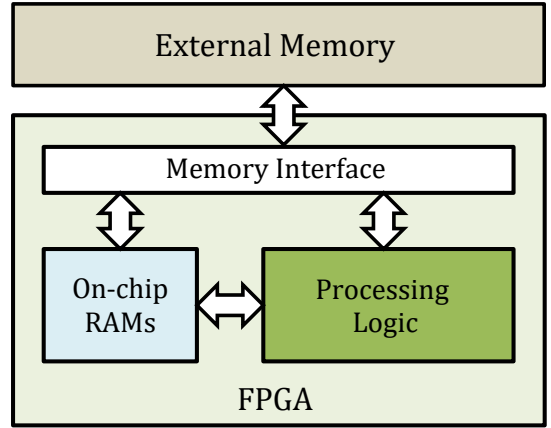 External Memory
Memory Interface
On-chip
RAMs
Processing
Logic
FPGA